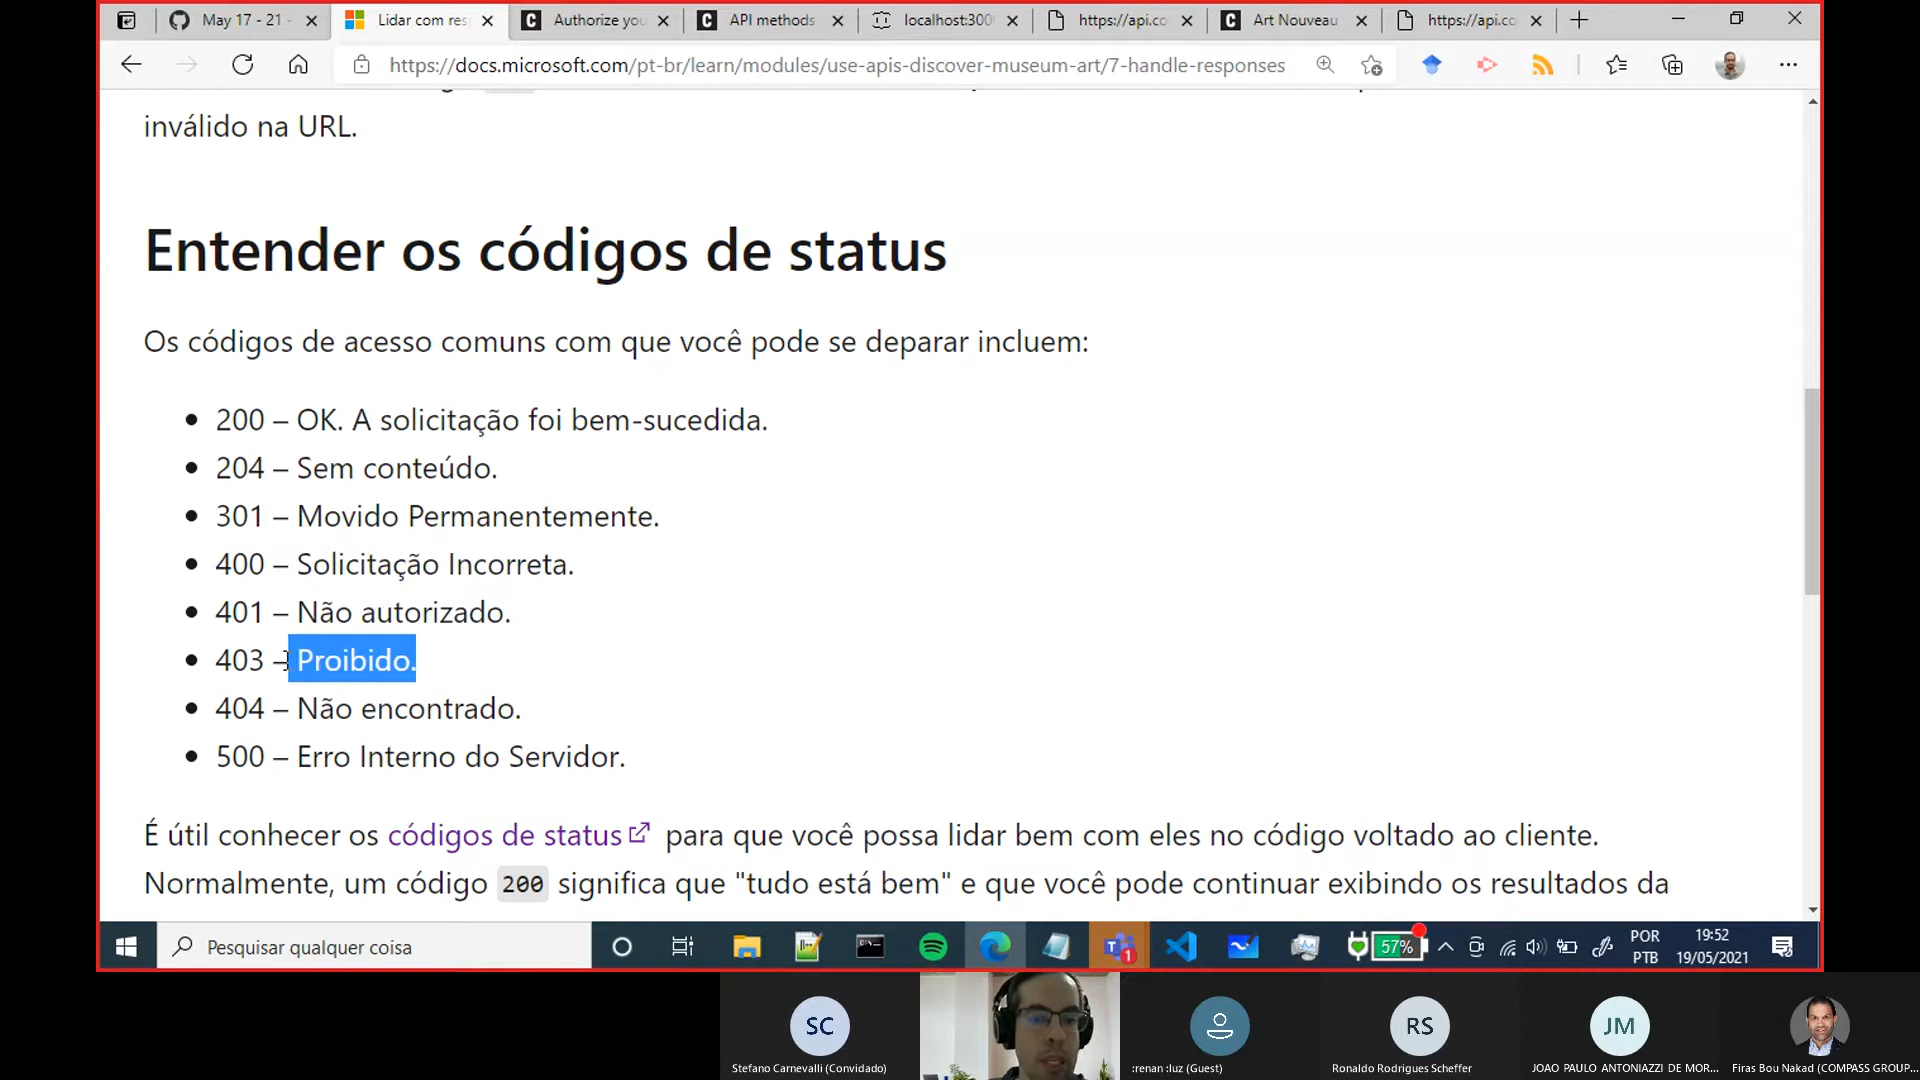 May 17 - 21 -
Lidar com res
Authorize you
API methods
localhost:300
https://api.co
Art Nouveau
https://api.co
https://docs.microsoft.com/pt-br/learn/modules/use-apis-discover-museum-art/7-handle-responses
inválido na URL.
Entender os códigos de status
Os códigos de acesso comuns com que você pode se deparar incluem:
• 200 – OK. A solicitação foi bem-sucedida.
• 204 – Sem conteúdo.
• 301 – Movido Permanentemente.
• 400 – Solicitação Incorreta.
• 401 – Não autorizado.
• 403 – Proibido.
• 404 – Não encontrado.
• 500 – Erro Interno do Servidor.
É útil conhecer os códigos de status para que você possa lidar bem com eles no código voltado ao cliente.
Normalmente, um código 200 significa que "tudo está bem" e que você pode continuar exibindo os resultados da
Pesquisar qualquer coisa
1
57%
POR
PTB
19:52
19/05/2021
SC
RS
JM
Stefano Carnevalli (Convidado)
:renan :luz (Guest)
Ronaldo Rodrigues Scheffer
JOAO PAULO ANTONIAZZI DE MOR...
Firas Bou Nakad (COMPASS GROUP...